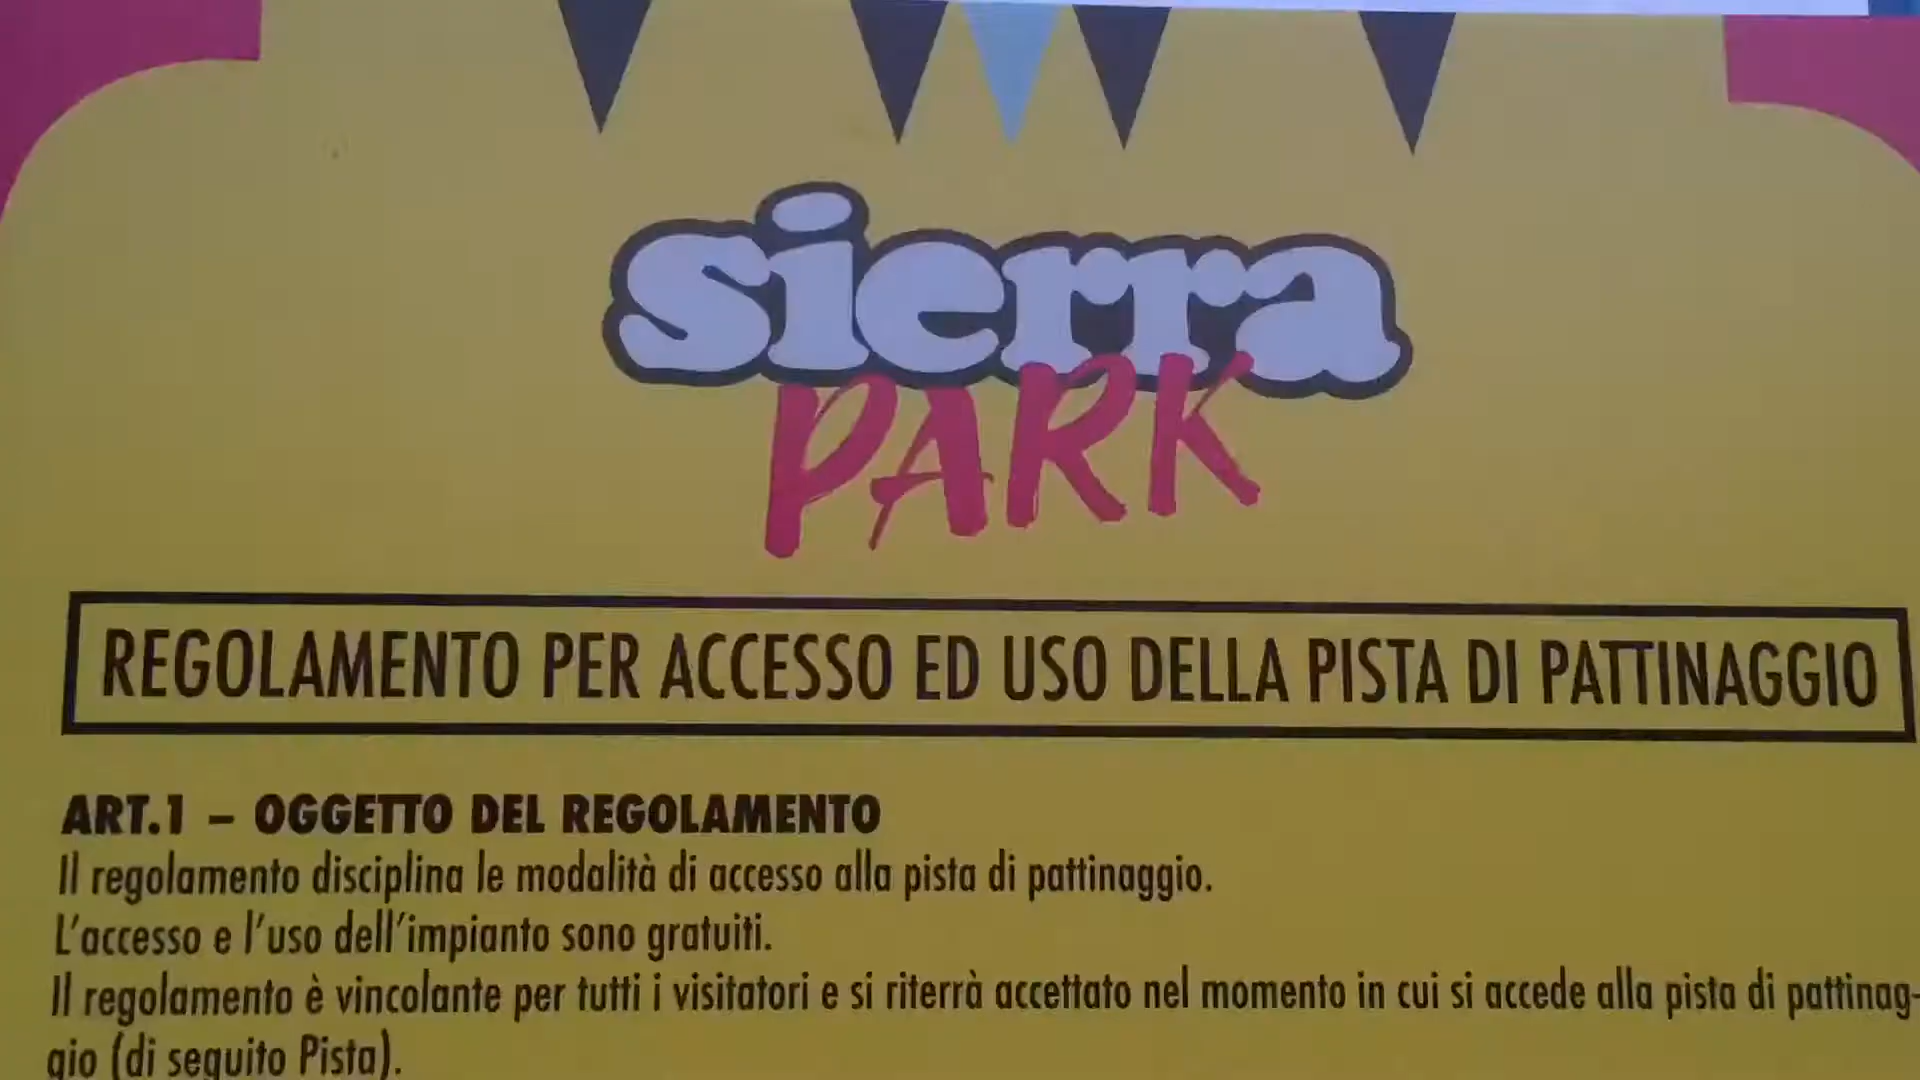 sierra
PARK
REGOLAMENTO PER ACCESSO ED USO DELLA PISTA DI PATTINAGGIO
ART.1 – OGGETTO DEL REGOLAMENTO
Il regolamento disciplina le modalità di accesso alla pista di pattinaggio.
L'accesso e l'uso dell'impianto sono gratuiti.
Il regolamento è vincolante per tutti i visitatori e si riterrà accettato nel momento in cui si accede alla pista di pattinag-
gio (di seguito Pista).